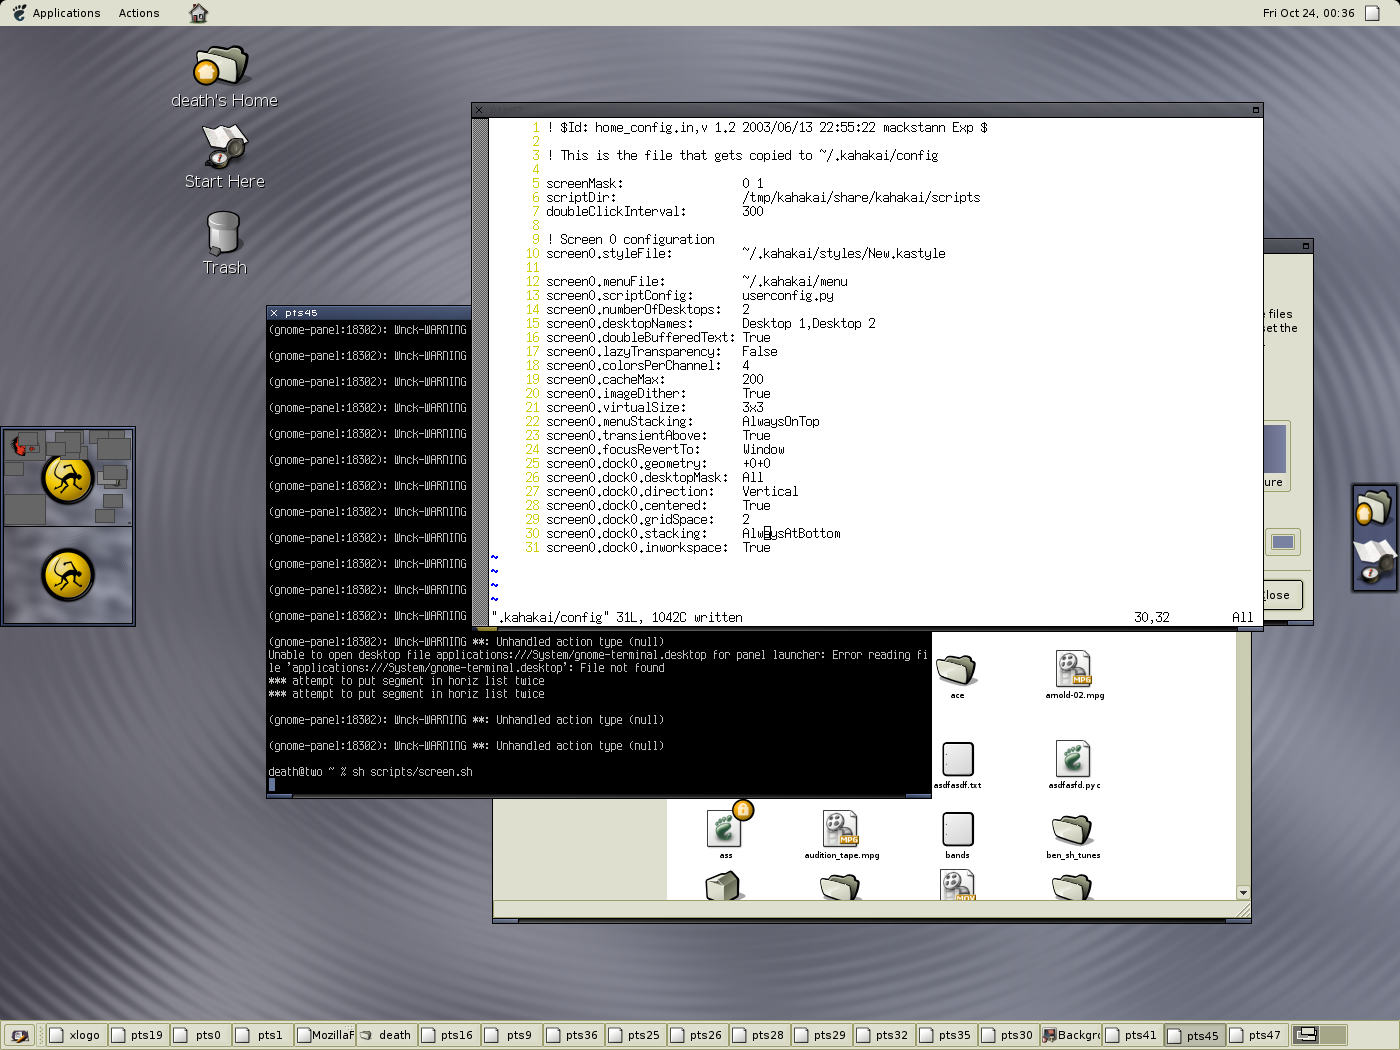 Applications Actions
Fri Oct 24, 00:36
death's Home
Start Here
Trash
1 ! $Id: home_config.in,v 1.2 2003/06/13 22:55:22 mackstann Exp $
2
3 ! This is the file that gets copied to ~/.kahakai/config
4
5 screenMask: 0 1
6 scriptDir: /tmp/kahakai/share/kahakai/scripts
7 doubleClickInterval: 300
8
9 ! Screen 0 configuration
10 screen0.styleFile: ~/.kahakai/styles/New.kastyle
11
12 screen0.menuFile: ~/.kahakai/menu
13 screen0.scriptConfig: userconfig.py
14 screen0.numberOfDesktops: 2
15 screen0.desktopNames: Desktop 1,Desktop 2
16 screen0.doubleBufferedText: True
17 screen0.lazyTransparency: False
18 screen0.colorsPerChannel: 4
19 screen0.cacheMax: 200
20 screen0.imageDither: True
21 screen0.virtualSize: 3x3
22 screen0.menuStacking: AlwaysOnTop
23 screen0.transientAbove: True
24 screen0.focusRevertTo: Window
25 screen0.dock0.geometry: +0+0
26 screen0.dock0.desktopMask: All
27 screen0.dock0.direction: Vertical
28 screen0.dock0.centered: True
29 screen0.dock0.gridSpace: 2
30 screen0.dock0.stacking: AlwaysAtBottom
31 screen0.dock0.inworkspace: True
~
~
~
~
".kahakai/config" 31L, 1042C written 30,32 All
files
set the
ure
lose
pts45
(gnome-panel:18302): Wnck-WARNING
(gnome-panel:18302): Wnck-WARNING
(gnome-panel:18302): Wnck-WARNING
(gnome-panel:18302): Wnck-WARNING
(gnome-panel:18302): Wnck-WARNING
(gnome-panel:18302): Wnck-WARNING
(gnome-panel:18302): Wnck-WARNING
(gnome-panel:18302): Wnck-WARNING
(gnome-panel:18302): Wnck-WARNING
(gnome-panel:18302): Wnck-WARNING
(gnome-panel:18302): Wnck-WARNING
(gnome-panel:18302): Wnck-WARNING
(gnome-panel:18302): Wnck-WARNING **: Unhandled action type (null)
Unable to open desktop file applications:///System/gnome-terminal.desktop for panel launcher: Error reading fi
le 'applications:///System/gnome-terminal.desktop': File not found
*** attempt to put segment in horiz list twice
*** attempt to put segment in horiz list twice
(gnome-panel:18302): Wnck-WARNING **: Unhandled action type (null)
(gnome-panel:18302): Wnck-WARNING **: Unhandled action type (null)
death@two ~ % sh scripts/screen.sh
ace
arnold-02.mpg
asdfasdf.txt
asdfasfd.pyc
ass
audition_tape.mpg
bands
ben_sh_tunes
MPG
MPG
MOV
xlogo pts19 pts0 pts1 MozillaF death pts16 pts9 pts36 pts25 pts26 pts28 pts29 pts32 pts35 pts30 Backgr pts41 pts45 pts47